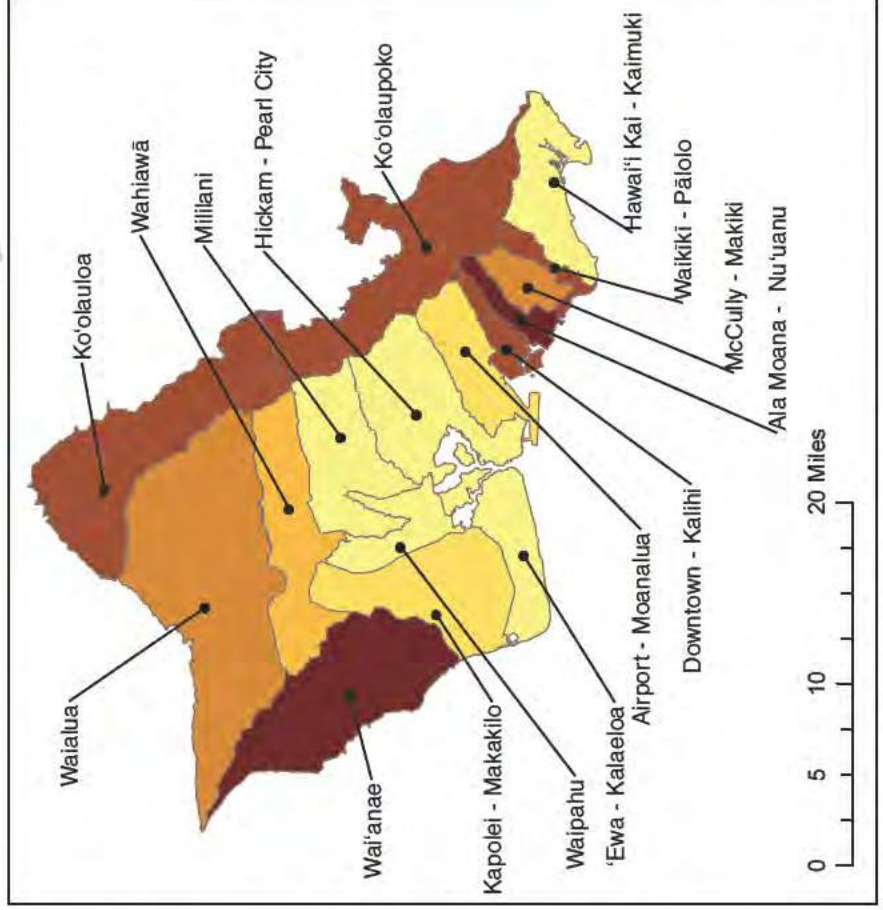 Ko'olauloa
Wahiawā
Mililani
Hickam - Pearl City
Ko'olaupoko
Waialua
Wai'anae
Kapolei - Makakilo
Waipahu
'Ewa - Kalaeloa
Airport - Moanalua
Downtown - Kalihi
Ala Moana - Nu'uanu
McCully - Makiki
Waikiki - Pālolo
Hawai'i Kai - Kaimuki
0 5 10 20 Miles